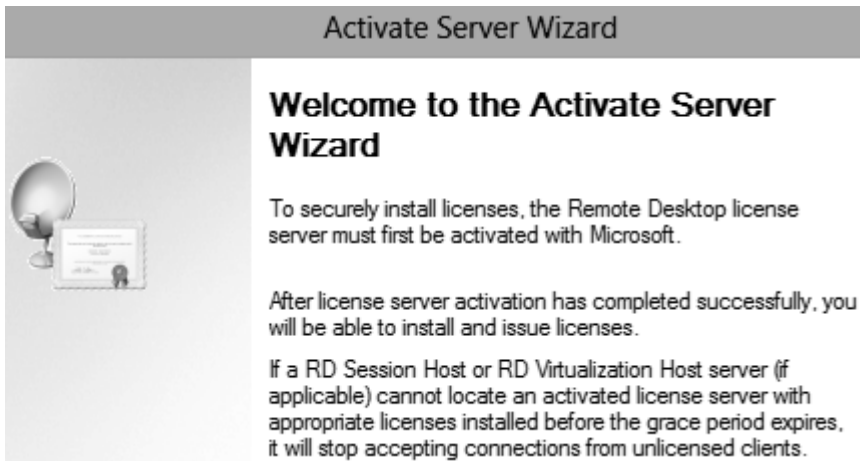 Activate Server Wizard
Welcome to the Activate Server
Wizard
To securely install licenses, the Remote Desktop license
server must first be activated with Microsoft.
After license server activation has completed successfully, you
will be able to install and issue licenses.
If a RD Session Host or RD Virtualization Host server (if
applicable) cannot locate an activated license server with
appropriate licenses installed before the grace period expires,
it will stop accepting connections from unlicensed clients.